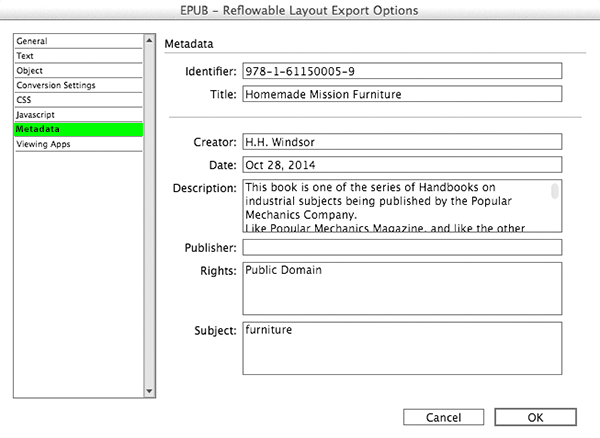 EPUB - Reflowable Layout Export Options
General
Text
Object
Conversion Settings
CSS
Javascript
Metadata
Viewing Apps
Metadata
Identifier: 978-1-61150005-9
Title: Homemade Mission Furniture
Creator: H.H. Windsor
Date: Oct 28, 2014
Description: This book is one of the series of Handbooks on
industrial subjects being published by the Popular
Mechanics Company.
Like Popular Mechanics Magazine, and like the other
Publisher:
Rights: Public Domain
Subject: furniture
Cancel OK